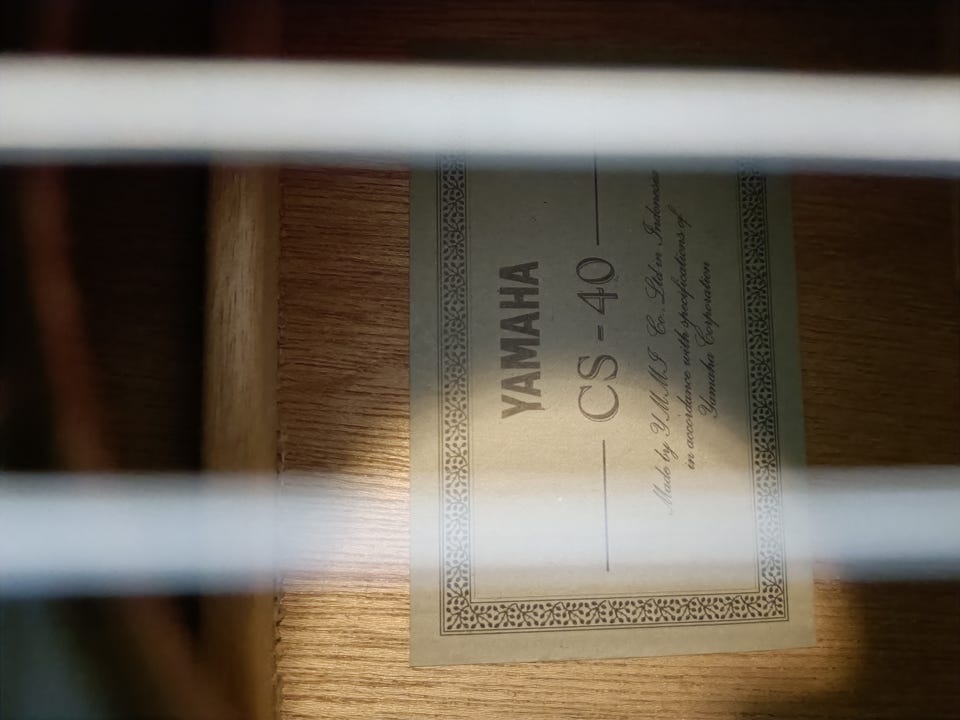 YAMAHA
CS-40
Made by Y.M.M.I Co. Ltd in Indonesia
in accordance with specifications of
Yamaha Corporation